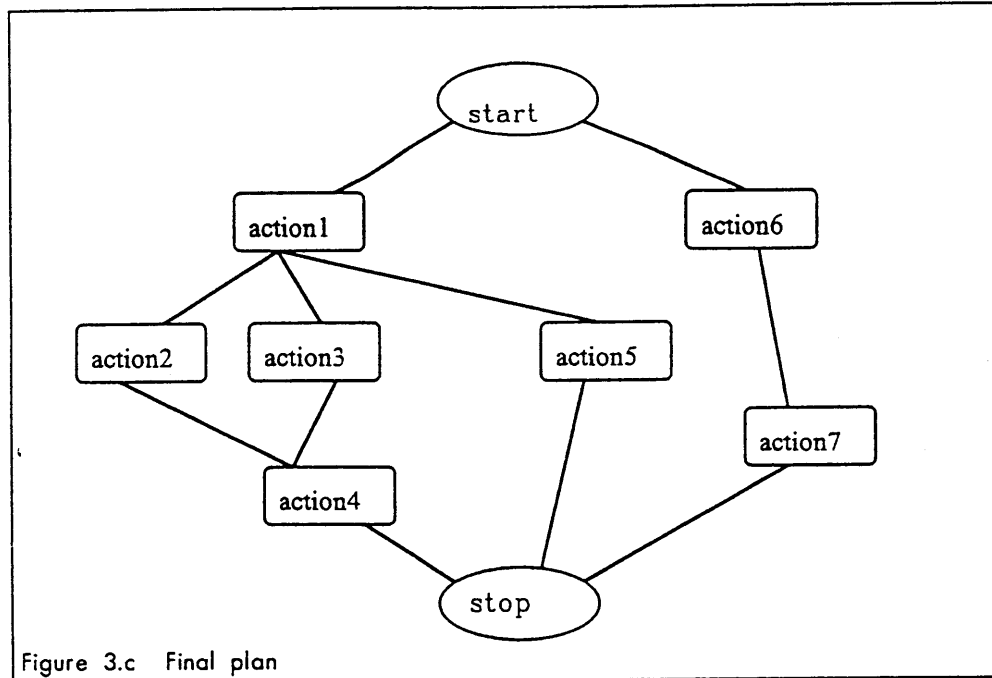 start
action1
action6
action2
action3
action5
action7
action4
stop
Figure 3.c Final plan